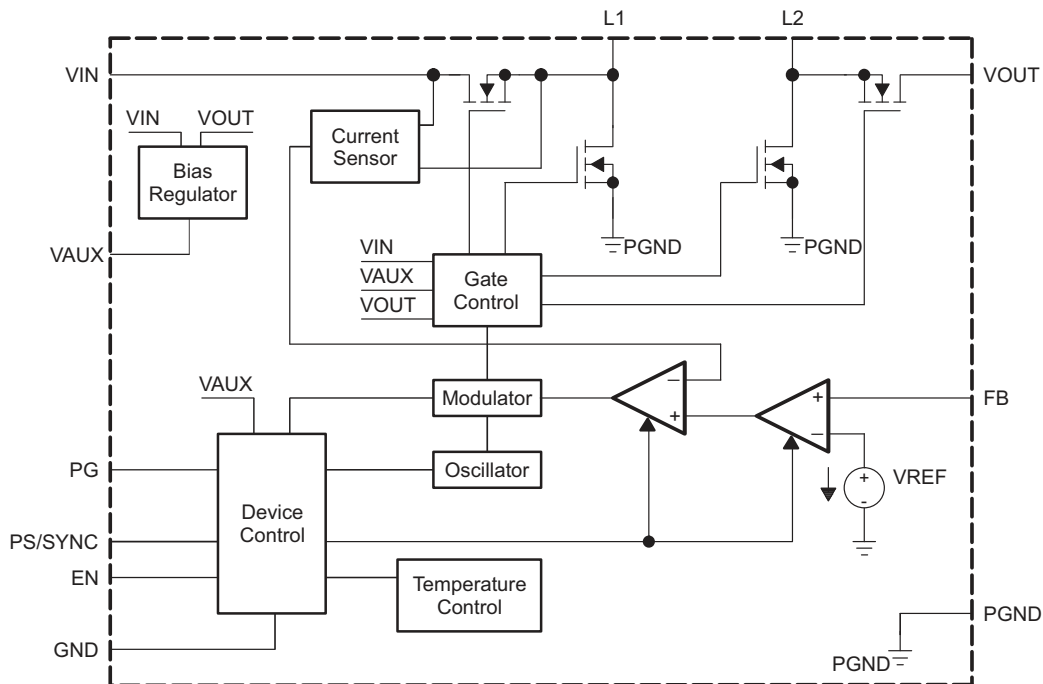 L1
L2
VIN
VOUT
VIN
VOUT
Current
Sensor
Bias
Regulator
VAUX
PGND
PGND
VIN
VAUX
VOUT
Gate
Control
VAUX
Modulator
−
+
+
−
FB
PG
Oscillator
VREF
+
-
Device
Control
PS/SYNC
EN
Temperature
Control
GND
PGND
PGND